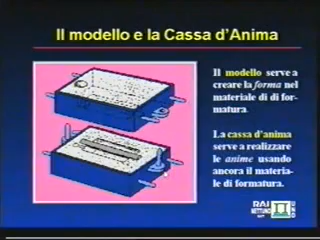 Il modello e la Cassa d'Anima
Il modello serve a
creare la forma nel
materiale di di for-
matura.
La cassa d'anima
serve a realizzare
le anime usando
ancora il materia-
le di formatura.
RAI
NETTUNO